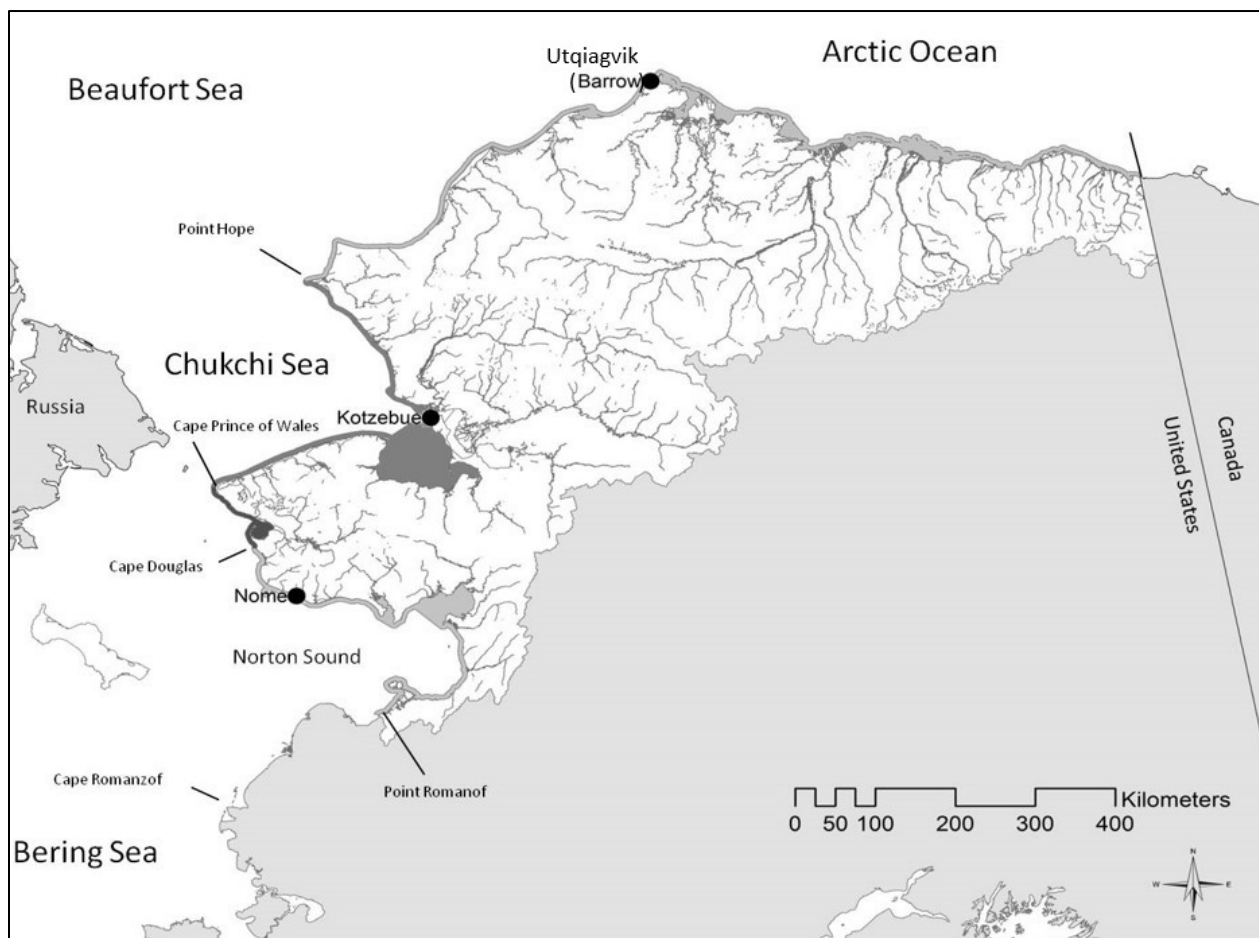 Utqiagvik
(Barrow)
Arctic Ocean
Beaufort Sea
Point Hope
Chukchi Sea
Russia
Cape Prince of Wales
Kotzebue
United States
Canada
Cape Douglas
Nome
Norton Sound
Cape Romanzof
Point Romanof
Kilometers
0 50 100 200 300 400
Bering Sea
N
W E
S